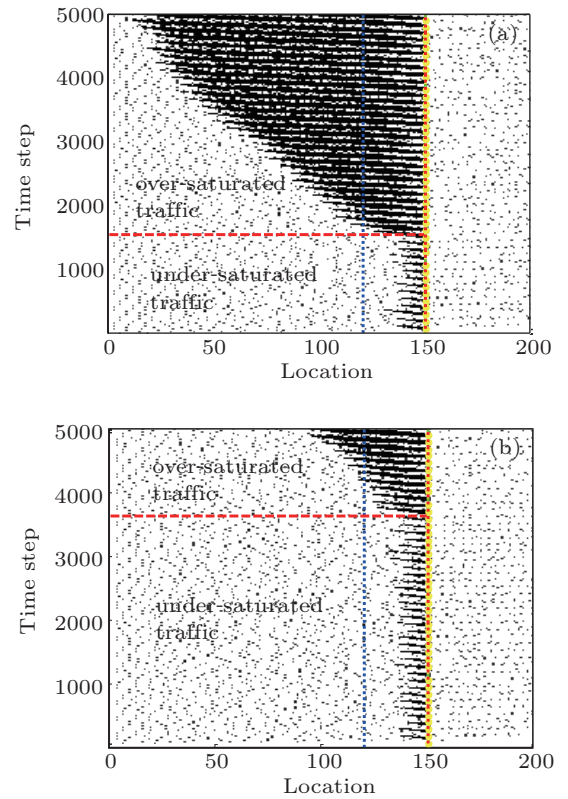 (a)
5000
4000
3000
2000
1000
Time step
over-saturated
traffic
under-saturated
traffic
0
50
100
150
200
Location
(b)
5000
4000
3000
2000
1000
Time step
over-saturated
traffic
under-saturated
traffic
0
50
100
150
200
Location